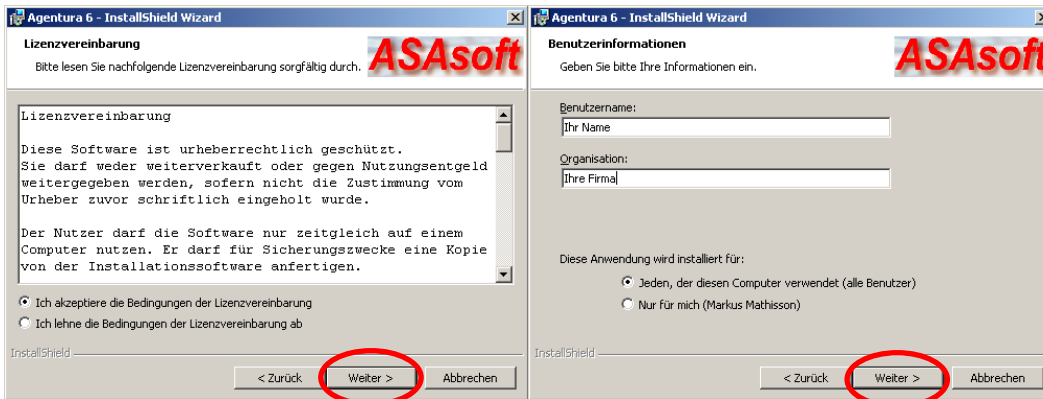 Agentura 6 - InstallShield Wizard
Lizenzvereinbarung
Bitte lesen Sie nachfolgende Lizenzvereinbarung sorgfältig durch.
ASAsoft
Lizenzvereinbarung
Diese Software ist urheberrechtlich geschützt.
Sie darf weder weiterverkauft oder gegen Nutzungsentgeld
weitergegeben werden, sofern nicht die Zustimmung vom
Urheber zuvor schriftlich eingeholt wurde.
Der Nutzer darf die Software nur zeitgleich auf einem
Computer nutzen. Er darf für Sicherungszwecke eine Kopie
von der Installationssoftware anfertigen.
Ich akzeptiere die Bedingungen der Lizenzvereinbarung
Ich lehne die Bedingungen der Lizenzvereinbarung ab
InstallShield
< Zurück
Weiter >
Abbrechen
Agentura 6 - InstallShield Wizard
Benutzerinformationen
Geben Sie bitte Ihre Informationen ein.
ASAsoft
Benutzername:
Ihr Name
Organisation:
Ihre Firma
Diese Anwendung wird installiert für:
Jeden, der diesen Computer verwendet (alle Benutzer)
Nur für mich (Markus Mathisson)
InstallShield
< Zurück
Weiter >
Abbrechen